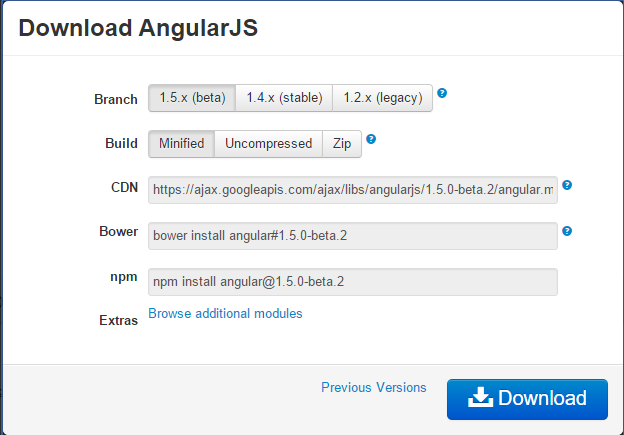 Download AngularJS
Branch 1.5.x (beta) 1.4.x (stable) 1.2.x (legacy) ?
Build Minified Uncompressed Zip ?
CDN https://ajax.googleapis.com/ajax/libs/angularjs/1.5.0-beta.2/angular.m ?
Bower bower install angular#1.5.0-beta.2 ?
npm npm install angular@1.5.0-beta.2
Extras Browse additional modules
Previous Versions Download